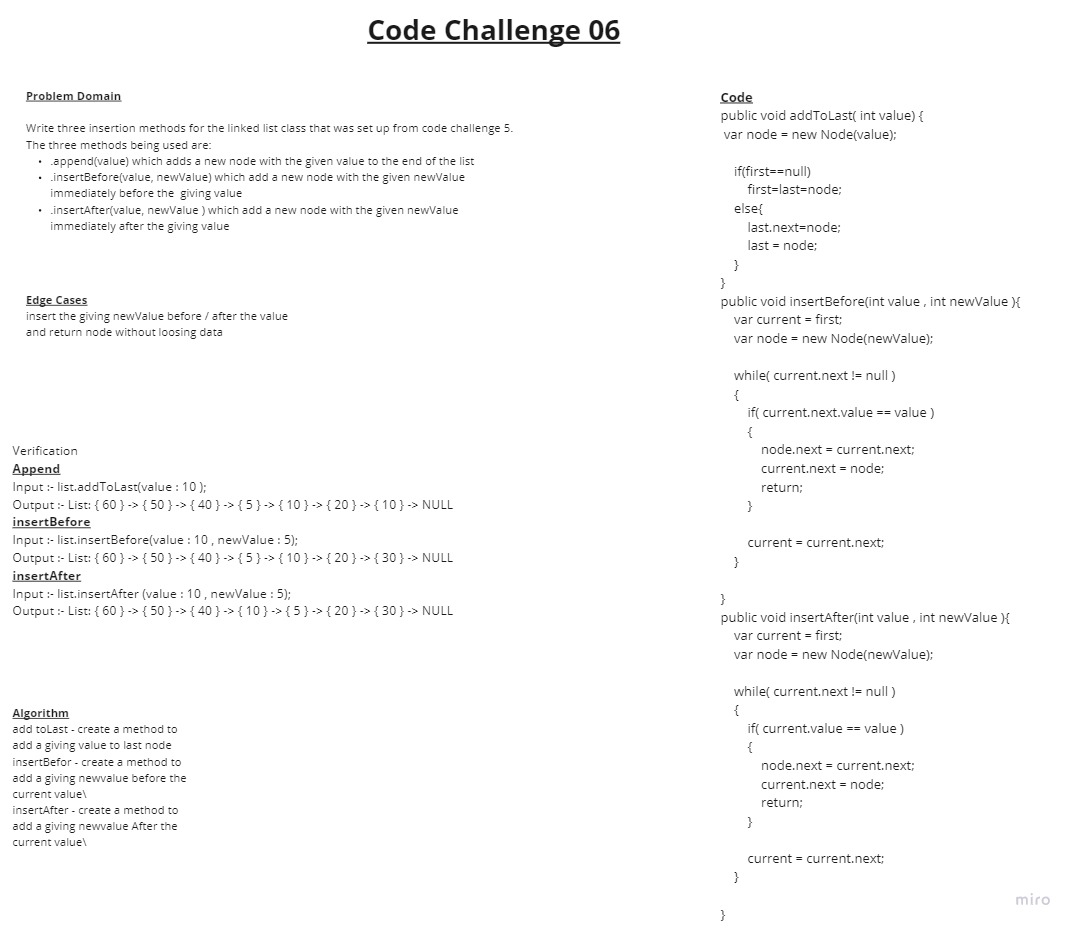 Code Challenge 06
Problem Domain
Write three insertion methods for the linked list class that was set up from code challenge 5.
The three methods being used are:
• .append(value) which adds a new node with the given value to the end of the list
• .insertBefore(value, newValue) which add a new node with the given newValue
immediately before the giving value
• .insertAfter(value, newValue ) which add a new node with the given newValue
immediately after the giving value
Edge Cases
insert the giving newValue before / after the value
and return node without loosing data
Verification
Append
Input :- list.addToLast(value : 10 );
Output :- List: { 60 } -> { 50 } -> { 40 } -> { 5 } -> { 10 } -> { 20 } -> { 10 } -> NULL
insertBefore
Input :- list.insertBefore(value : 10 , newValue : 5);
Output :- List: { 60 } -> { 50 } -> { 40 } -> { 5 } -> { 10 } -> { 20 } -> { 30 } -> NULL
insertAfter
Input :- list.insertAfter (value : 10 , newValue : 5);
Output :- List: { 60 } -> { 50 } -> { 40 } -> { 10 } -> { 5 } -> { 20 } -> { 30 } -> NULL
Algorithm
add toLast - create a method to
add a giving value to last node
insertBefor - create a method to
add a giving newvalue before the
current value\
insertAfter - create a method to
add a giving newvalue After the
current value\
Code
public void addToLast( int value) {
var node = new Node(value);
if(first==null)
first=last=node;
else{
last.next=node;
last = node;
}
}
public void insertBefore(int value , int newValue ){
var current = first;
var node = new Node(newValue);
while( current.next != null )
{
if( current.next.value == value )
{
node.next = current.next;
current.next = node;
return;
}
current = current.next;
}
}
public void insertAfter(int value , int newValue ){
var current = first;
var node = new Node(newValue);
while( current.next != null )
{
if( current.value == value )
{
node.next = current.next;
current.next = node;
return;
}
current = current.next;
}
}
miro